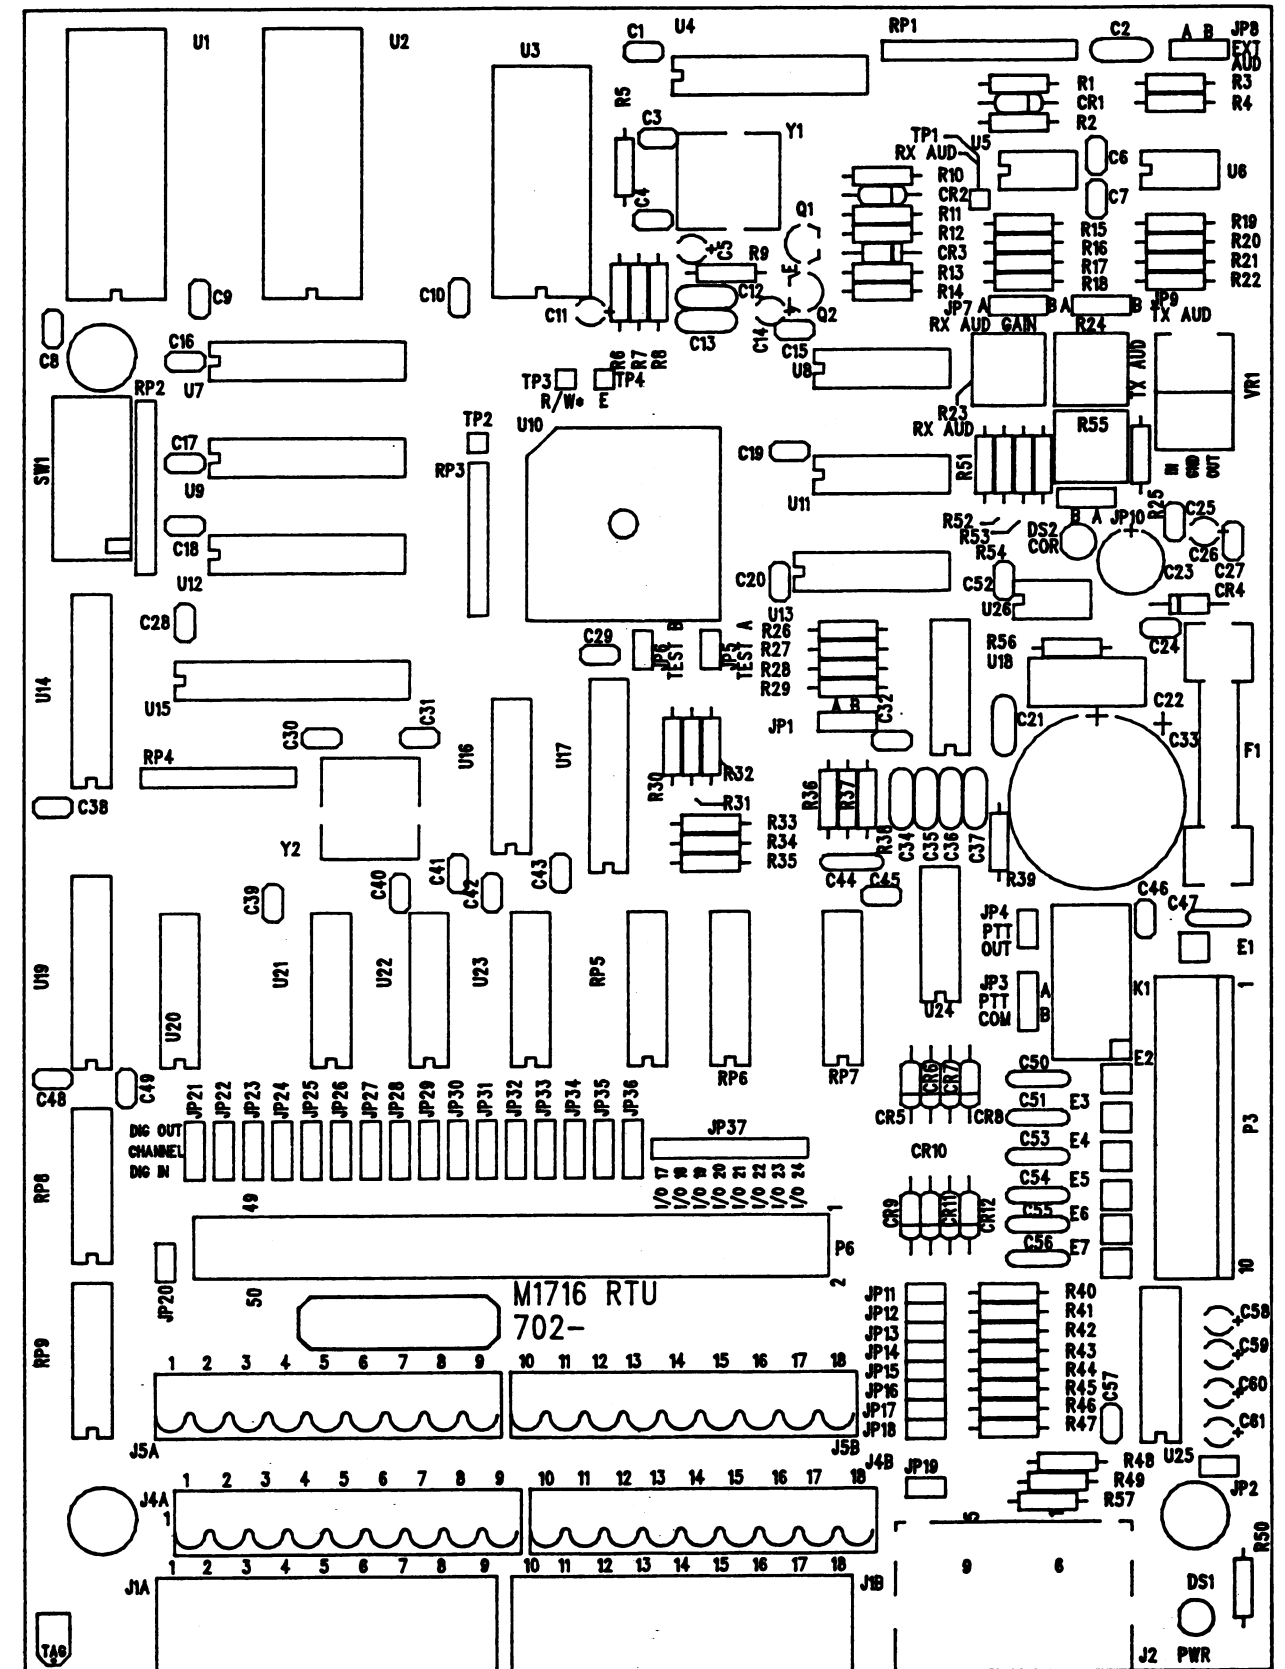 U1
U2
U3
C1
U4
RP1
C2
A B
JP8
EXT
AUD
R5
R1
CR1
R2
R3
R4
C3
Y1
TP1
RX AUD
U5
C6
U6
R10
CR2
C7
C4
Q1
R11
R12
CR3
R13
R14
R15
R16
R17
R18
R19
R20
R21
R22
C5
R9
E
C9
C10
C11
C12
C13
C14
Q2
C15
JP7
A
B
RX AUD GAIN
A
B
R24
JP9
TX AUD
C8
C16
U7
RP2
R6
R7
R8
U8
TP3
R/W*
TP4
E
TX AUD
VR1
TP2
U10
R23
RX AUD
R55
SW1
C17
U9
RP3
C19
R51
IN
GND
OUT
U11
C18
U12
R52
R53
R54
DS2
COR
B A
JP10
R25
C25
C26
C27
C23
C20
U13
C52
U26
CR4
C28
C29
JP6
TEST B
JP5
TEST A
R26
R27
R28
R29
R56
U18
C24
U14
U15
C30
C31
U16
U17
A B
JP1
C32
C21
C22
C33
F1
RP4
R30
R32
R31
R36
R37
R38
C38
Y2
R33
R34
R35
C34
C35
C36
C37
R39
C41
C43
C42
C40
C39
C44
C45
C46
C47
U19
U20
U21
U22
U23
RP5
RP6
RP7
U24
JP4
PTT
OUT
JP3
PTT
COM
A
B
K1
E1
1
E2
C48
C49
JP21
JP22
JP23
JP24
JP25
JP26
JP27
JP28
JP29
JP30
JP31
JP32
JP33
JP34
JP35
JP36
JP37
CR5
CR6
CR7
CR8
C50
C51
E3
P3
DIG OUT
CHANNEL
DIG IN
CR10
C53
E4
RP8
49
I/O 17
I/O 18
I/O 19
I/O 20
I/O 21
I/O 22
I/O 23
I/O 24
1
CR9
CR11
CR12
C54
E5
C55
E6
C56
E7
10
P6
2
JP20
50
M1716 RTU
702-
RP9
JP11
JP12
JP13
JP14
JP15
JP16
JP17
JP18
R40
R41
R42
R43
R44
R45
R46
R47
C57
C58
C59
C60
C61
U25
1 2 3 4 5 6 7 8 9
10 11 12 13 14 15 16 17 18
J5A
J5B
J4B
JP19
R48
R49
R57
JP2
J4A
1
1 2 3 4 5 6 7 8 9
10 11 12 13 14 15 16 17 18
1 2 3 4 5 6 7 8 9
10 11 12 13 14 15 16 17 18
J1A
J1B
5
1
9
6
R50
DS1
J2
PWR
TAG